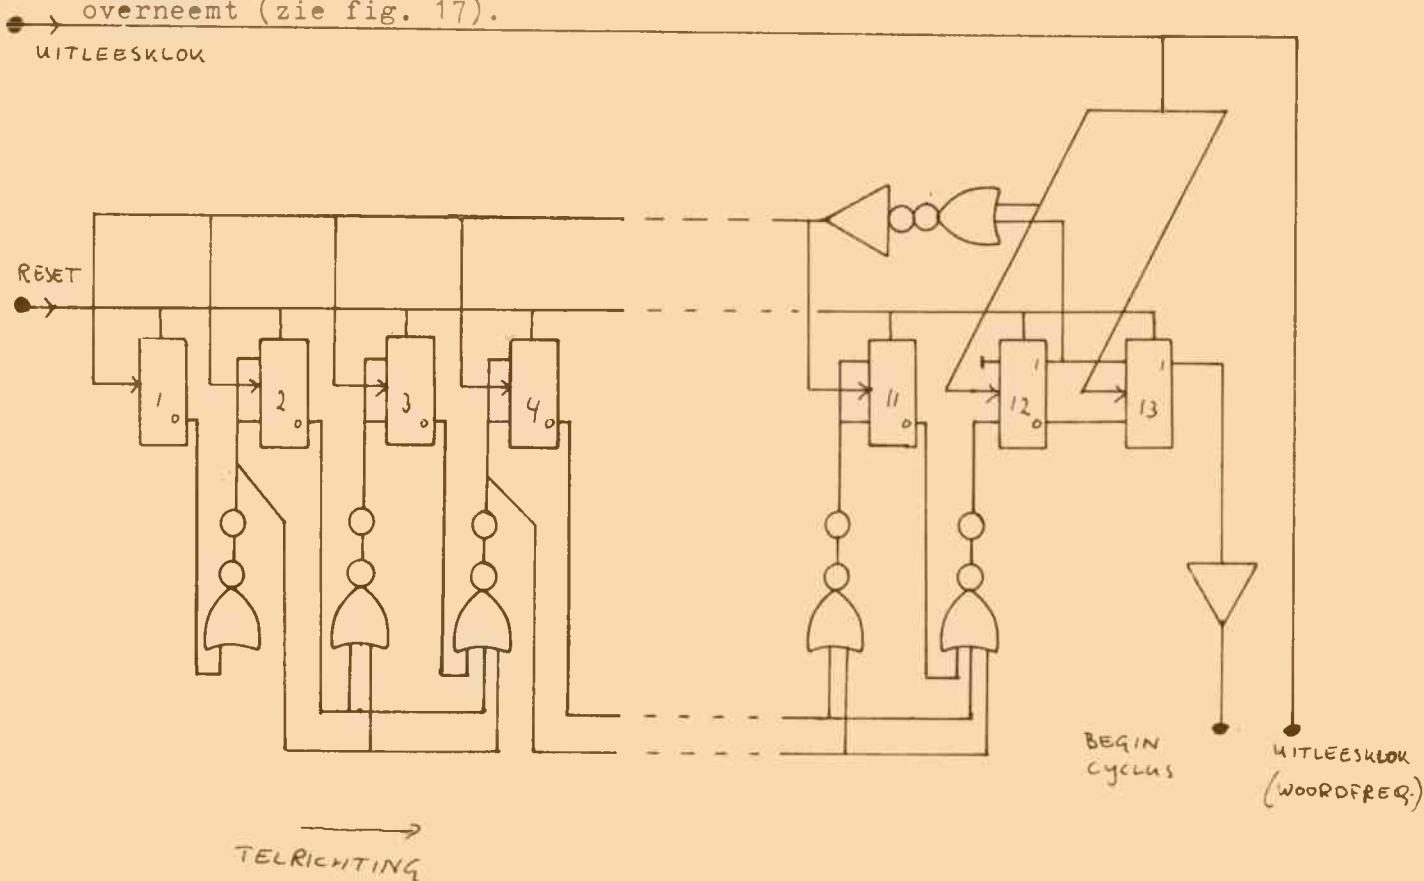 overneemt (zie fig. 17).
UITLEESKLOK
RESET
1 0
2 0
3 0
4 0
11 0
1 12 0
1 13
BEGIN CYCLUS
UITLEESKLOK (WOORDFREQ.)
TELRICHTING